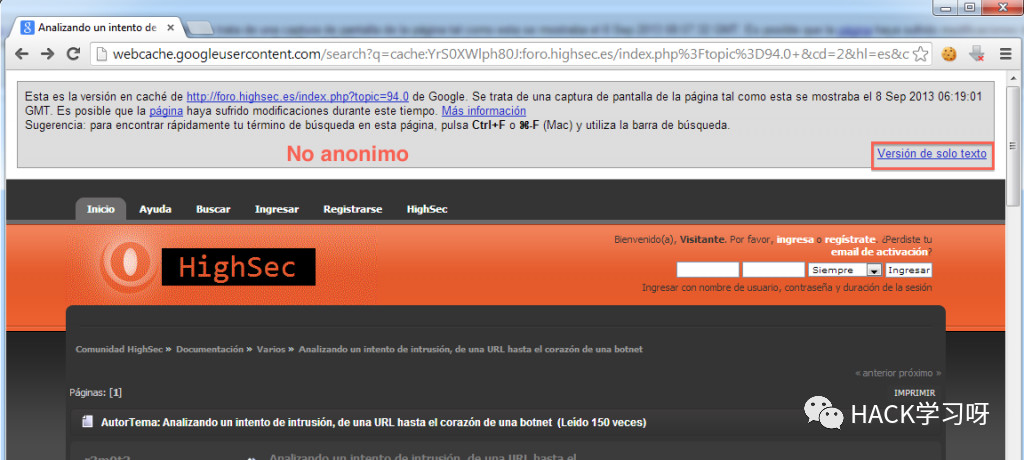 Analizando un intento de
webcache.googleusercontent.com/search?q=cache:YrS0XWlph80J:foro.highsec.es/index.php%3Ftopic%3D94.0+&cd=2&hl=es&c
Esta es la versión en caché de http://foro.highsec.es/index.php?topic=94.0 de Google. Se trata de una captura de pantalla de la página tal como esta se mostraba el 8 Sep 2013 06:19:01
GMT. Es posible que la página haya sufrido modificaciones durante este tiempo. Más información
Sugerencia: para encontrar rápidamente tu término de búsqueda en esta página, pulsa Ctrl+F o ⌘-F (Mac) y utiliza la barra de búsqueda.
No anonimo
Versión de solo texto
Inicio Ayuda Buscar Ingresar Registrarse HighSec
Bienvenido(a), Visitante. Por favor, ingresa o regístrate. ¿Perdiste tu
email de activación?
HighSec
Siempre Ingresar
Ingresar con nombre de usuario, contraseña y duración de la sesión
Comunidad HighSec » Documentación » Varios » Analizando un intento de intrusión, de una URL hasta el corazón de una botnet
« anterior próximo »
Páginas: [1]
IMPRIMIR
AutorTema: Analizando un intento de intrusión, de una URL hasta el corazón de una botnet (Leído 150 veces)
Analizando un intento de intrusión, de una URL hasta el
HACK学习呀